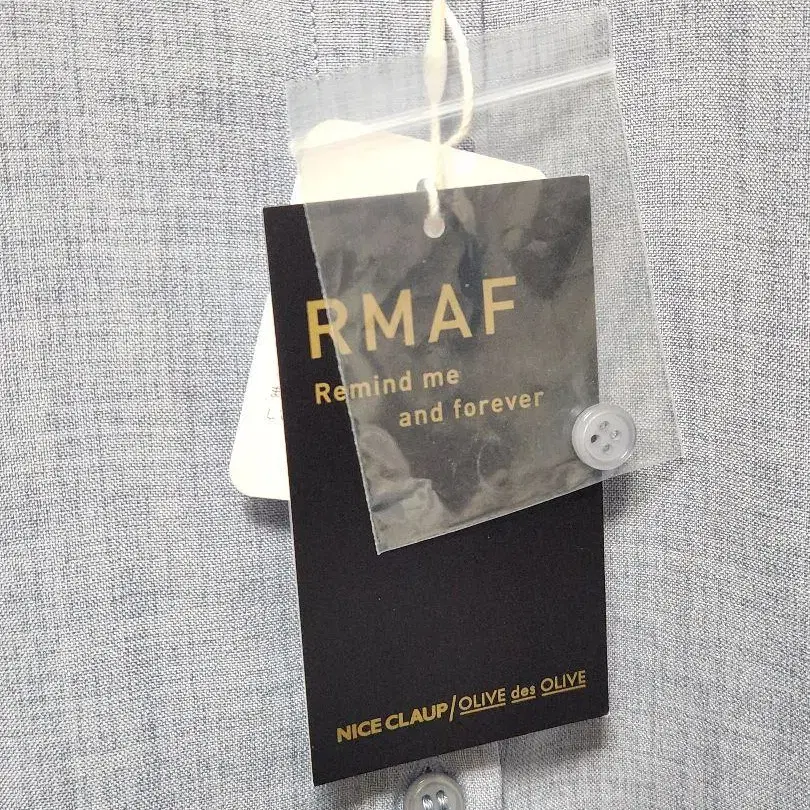 RMAF
Remind me
and forever
NICE CLAUP/OLIVE des OLIVE